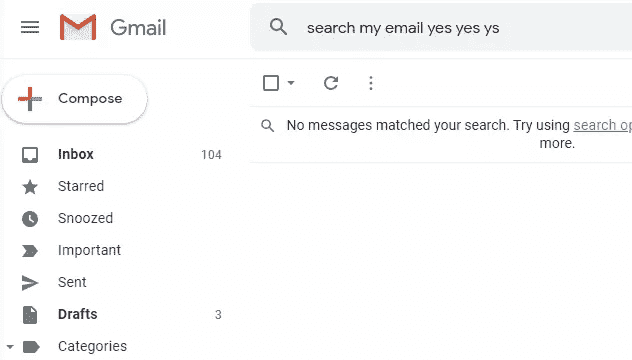 Gmail
search my email yes yes ys
Compose
No messages matched your search. Try using search op
more.
Inbox 104
Starred
Snoozed
Important
Sent
Drafts 3
Categories